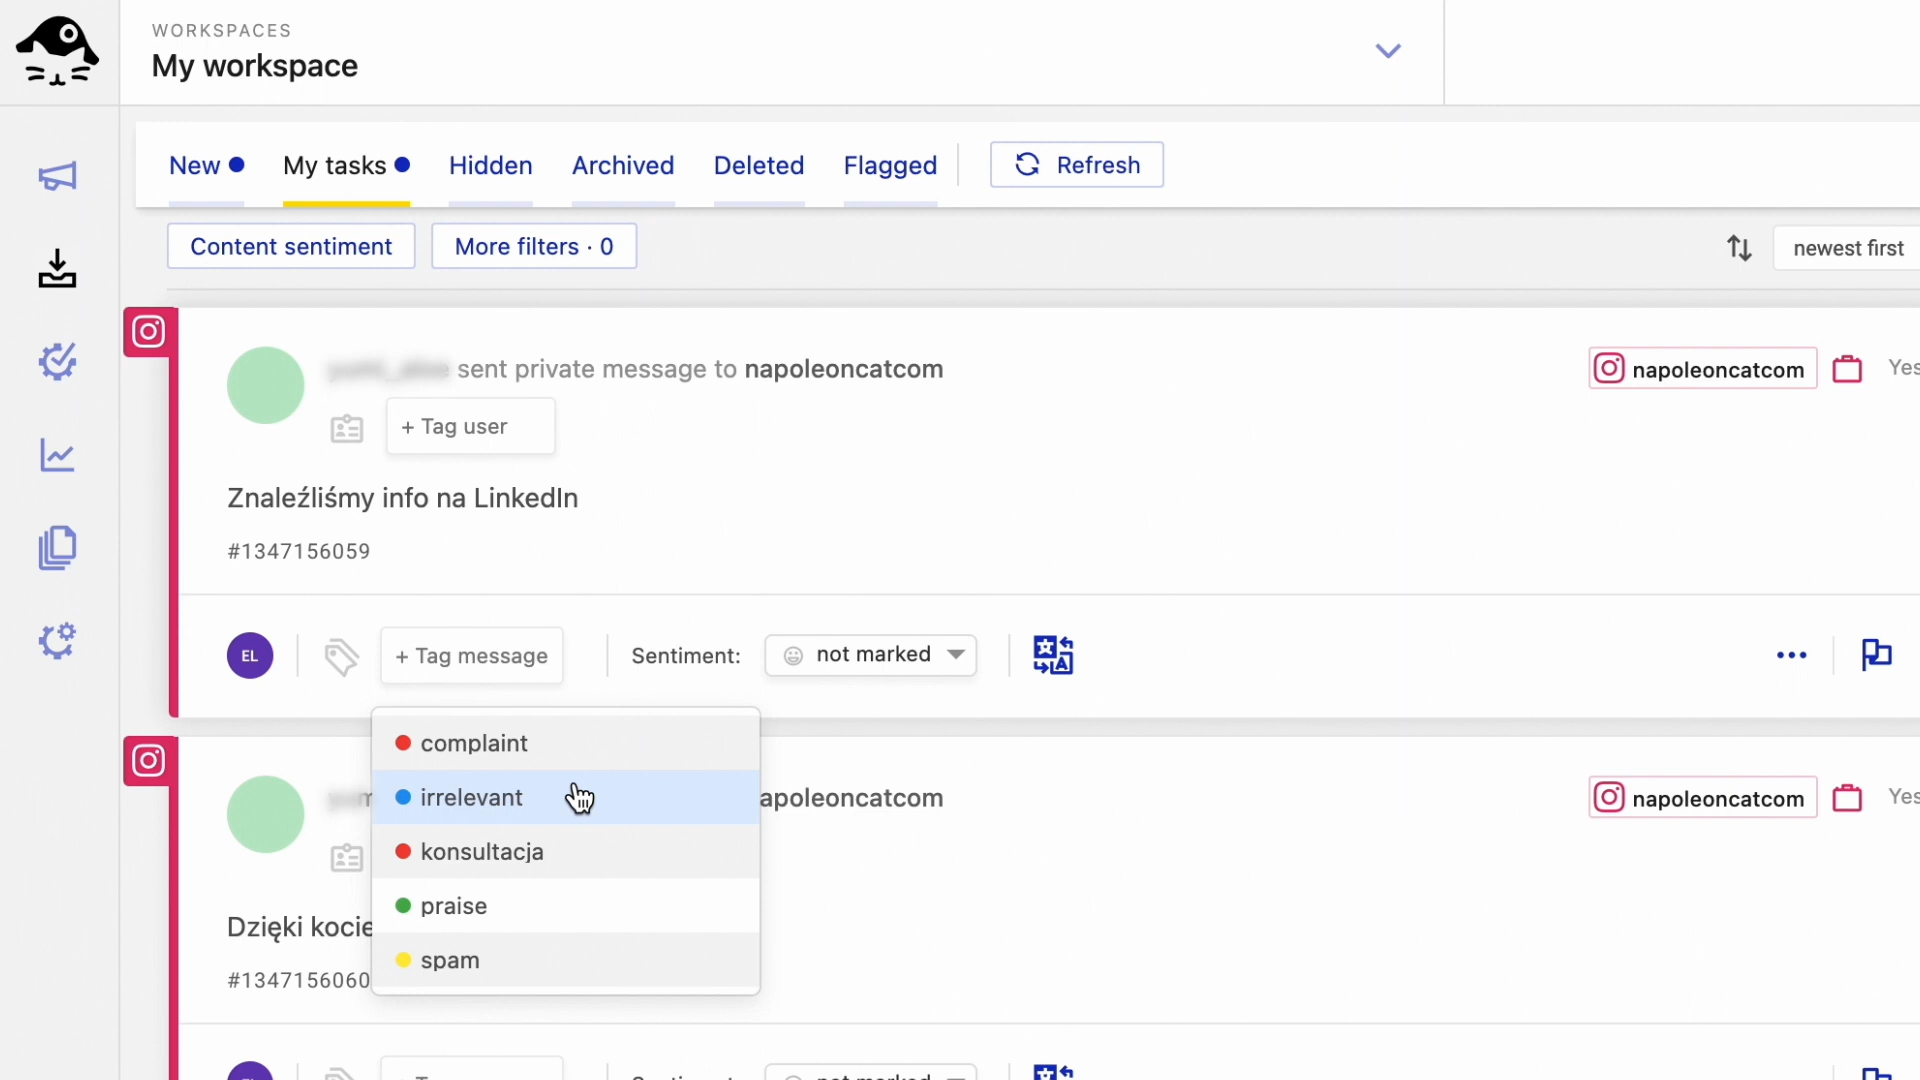 WORKSPACES
My workspace
New
My tasks
Hidden
Archived
Deleted
Flagged
Refresh
Content sentiment
More filters · 0
newest first
sent private message to napoleoncatcom
napoleoncatcom
+ Tag user
Znaleźliśmy info na LinkedIn
#1347156059
EL
+ Tag message
Sentiment:
not marked
complaint
irrelevant
konsultacja
praise
spam
apoleoncatcom
napoleoncatcom
Dzięki
#1347156060